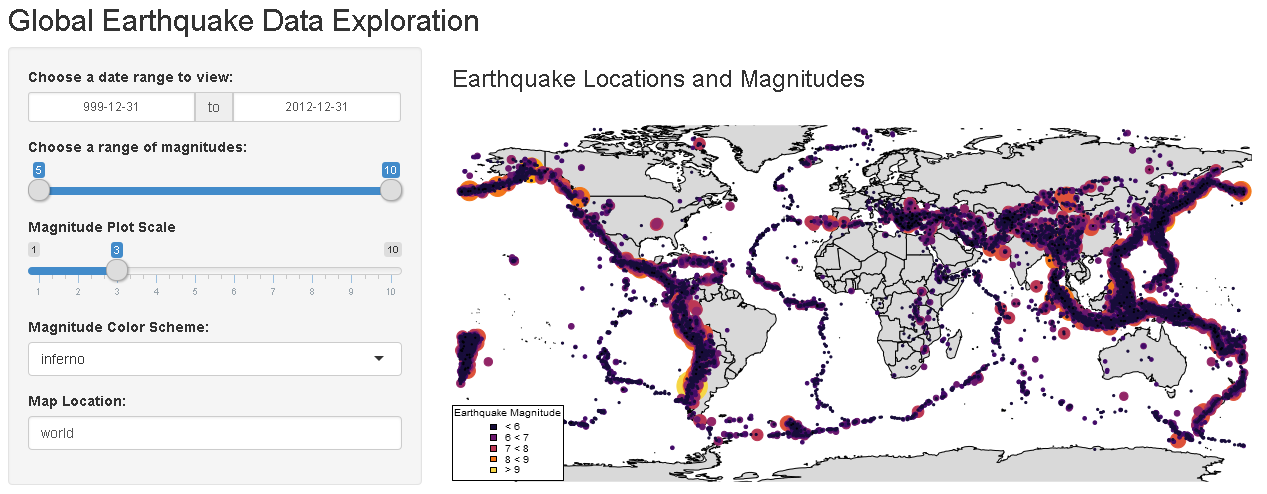 Global Earthquake Data Exploration
Choose a date range to view:
999-12-31 to 2012-12-31
Choose a range of magnitudes:
5 10
Magnitude Plot Scale
1 3 10
1 2 3 4 5 6 7 8 9 10
Magnitude Color Scheme:
inferno
Map Location:
world
Earthquake Locations and Magnitudes
Earthquake Magnitude
< 6
6 < 7
7 < 8
8 < 9
> 9